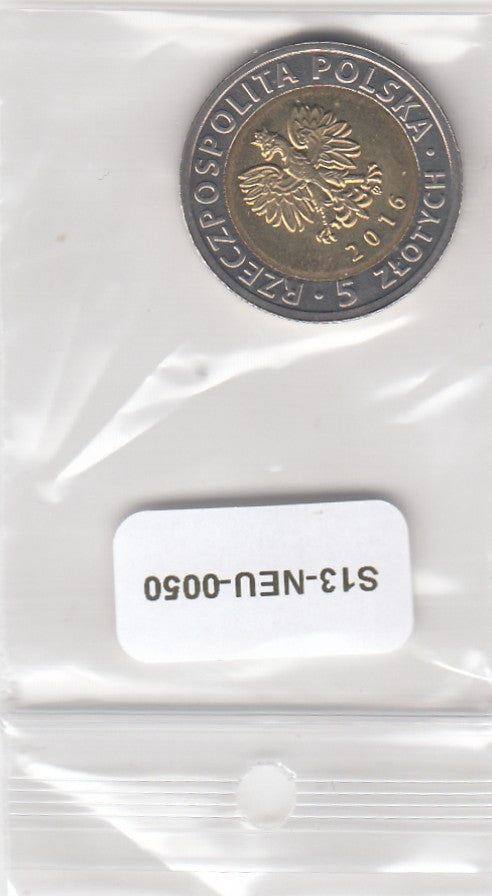 RZECZPOSPOLITA POLSKA · 5 ZŁOTYCH ·
2016
S13-NEU-0050